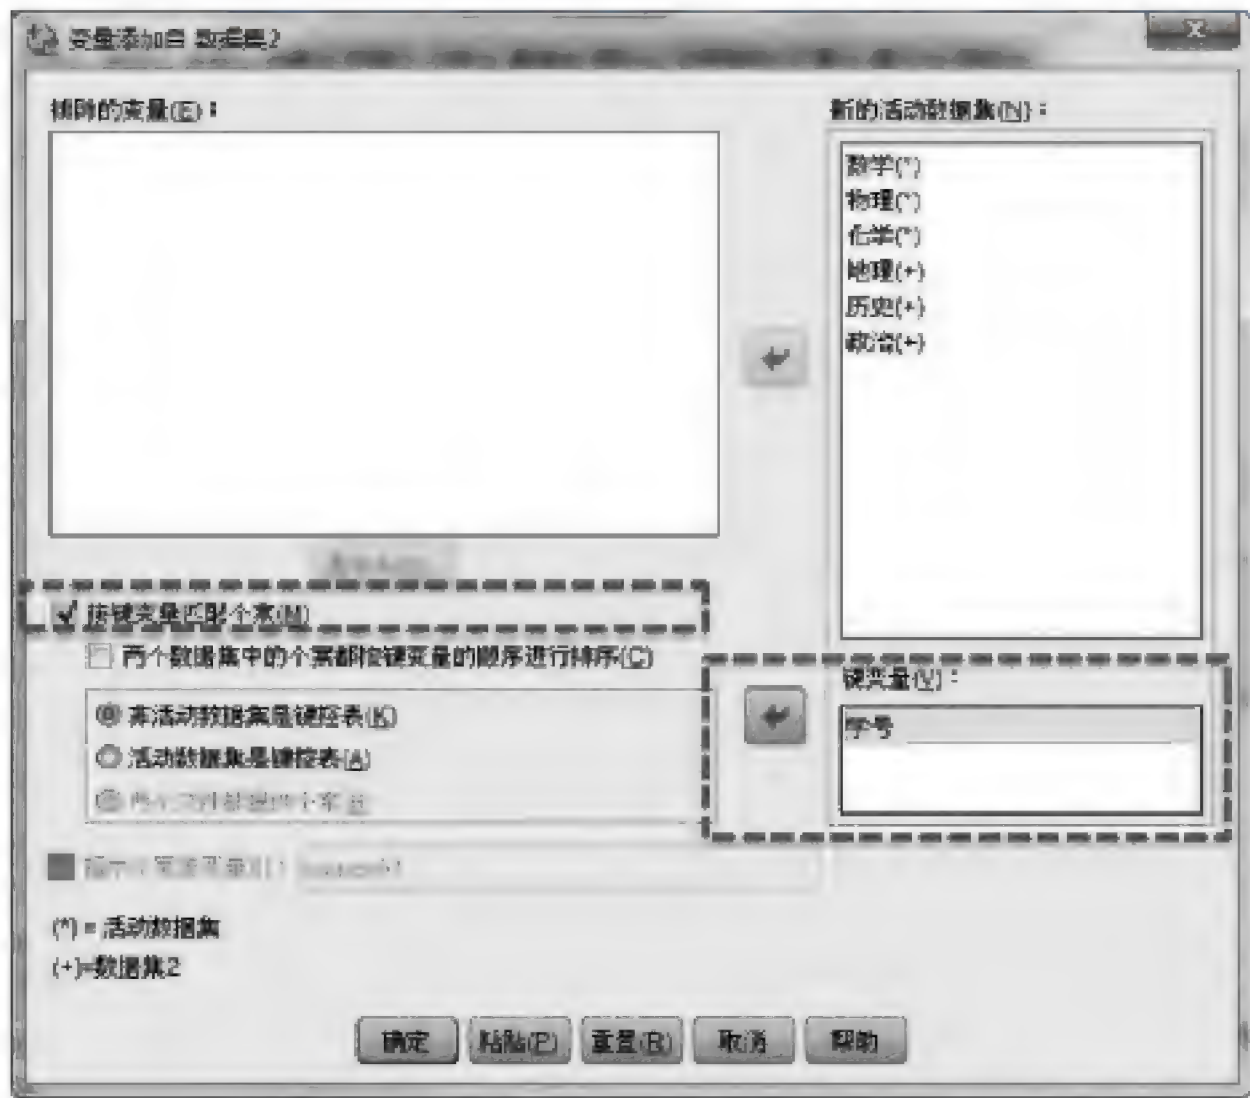 变量添加自 数据集2
排除的变量(E)：
新的活动数据集(N)：
数学(*)
物理(*)
化学(*)
地理(+)
历史(+)
政治(+)
按键变量匹配个案(M)
两个数据集中的个案都按键变量的顺序进行排序(C)
非活动数据集是键控表(K)
活动数据集是键控表(A)
键变量(V)：
学号
(*) = 活动数据集
(+)=数据集2
确定
粘贴(P)
重置(R)
取消
帮助